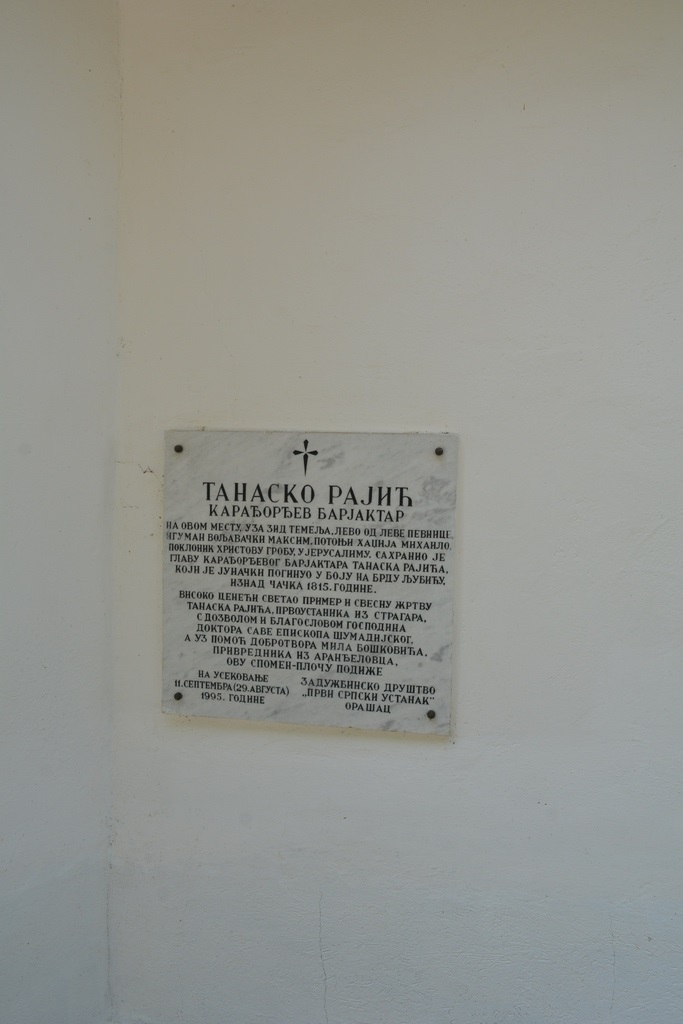 ТАНАСКО РАЈИЋ
КАРАЂОРЂЕВ БАРЈАКТАР
НА ОВОМ МЕСТУ, УЗА ЗИД ТЕМЕЉА, ЛЕВО ОД ЛЕВЕ ПЕВНИЦЕ,
ИГУМАН ВОЉАВАЧКИ МАКСИМ, ПОТОЊИ ХАЏИЈА МИХАИЛО,
ПОКЛОНИК ХРИСТОВУ ГРОБУ, У ЈЕРУСАЛИМУ, САХРАНИО ЈЕ
ГЛАВУ КАРАЂОРЂЕВОГ БАРЈАКТАРА ТАНАСКА РАЈИЋА,
КОЈИ ЈЕ ЈУНАЧКИ ПОГИНУО У БОЈУ НА БРДУ ЉУБИЋУ,
ИЗНАД ЧАЧКА 1815. ГОДИНЕ.
ВИСОКО ЦЕНЕЋИ СВЕТАО ПРИМЕР И СВЕСНУ ЖРТВУ
ТАНАСКА РАЈИЋА, ПРВОУСТАНИКА ИЗ СТРАГАРА,
С ДОЗВОЛОМ И БЛАГОСЛОВОМ ГОСПОДИНА
ДОКТОРА САВЕ ЕПИСКОПА ШУМАДИЈСКОГ,
А УЗ ПОМОЋ ДОБРОТВОРА МИЛА БОШКОВИЋА,
ПРИВРЕДНИКА ИЗ АРАНЂЕЛОВЦА,
ОВУ СПОМЕН-ПЛОЧУ ПОДИЖЕ
НА УСЕКОВАЊЕ
11. СЕПТЕМБРА (29. АВГУСТА)
1995. ГОДИНЕ
ЗАДУЖБИНСКО ДРУШТВО
„ПРВИ СРПСКИ УСТАНАК"
ОРАШАЦ